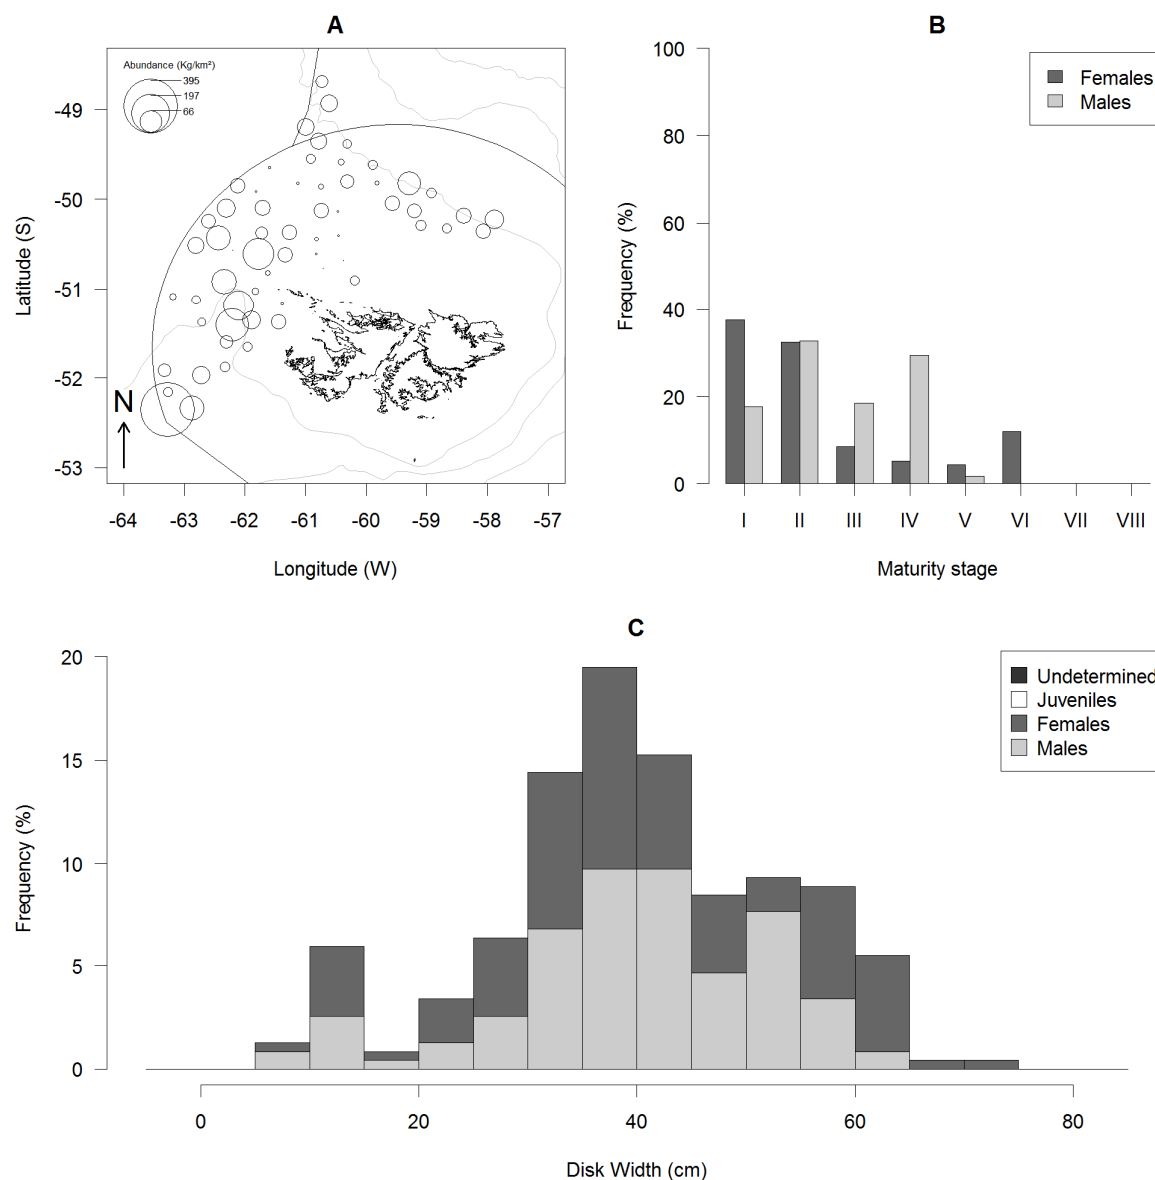 A
Abundance (Kg/km²)
395
197
66
-49
-50
-51
-52
-53
Latitude (S)
N
-64 -63 -62 -61 -60 -59 -58 -57
Longitude (W)
B
100
80
60
40
20
0
Frequency (%)
Females
Males
I II III IV V VI VII VIII
Maturity stage
C
20
15
10
5
0
Frequency (%)
Undetermined
Juveniles
Females
Males
0 20 40 60 80
Disk Width (cm)